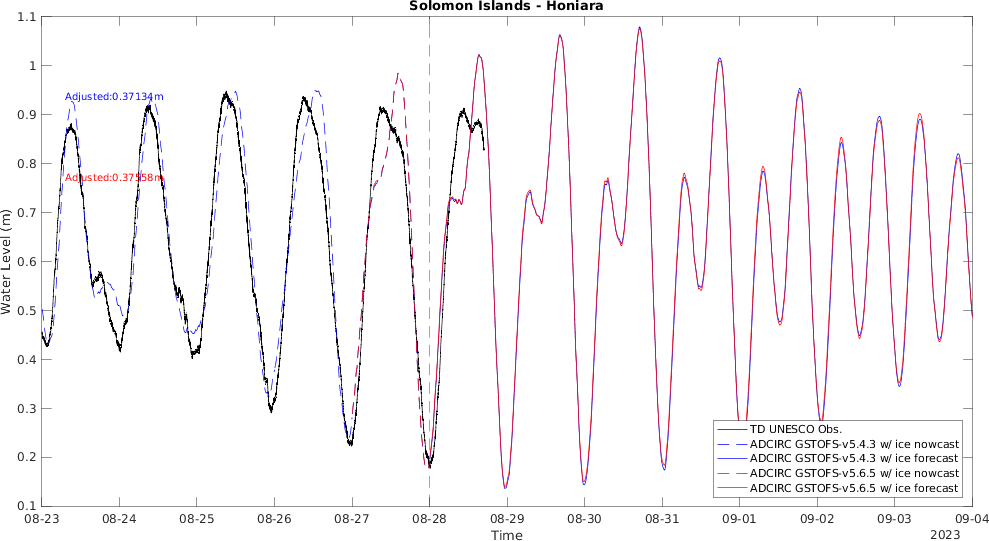 Solomon Islands - Honiara
1.1
1
0.9
0.8
0.7
0.6
0.5
0.4
0.3
0.2
0.1
Water Level (m)
Adjusted:0.37134m
Adjusted:0.37558m
TD UNESCO Obs.
ADCIRC GSTOFS-v5.4.3 w/ ice nowcast
ADCIRC GSTOFS-v5.4.3 w/ ice forecast
ADCIRC GSTOFS-v5.6.5 w/ ice nowcast
ADCIRC GSTOFS-v5.6.5 w/ ice forecast
08-23 08-24 08-25 08-26 08-27 08-28 08-29 08-30 08-31 09-01 09-02 09-03 09-04
Time
2023